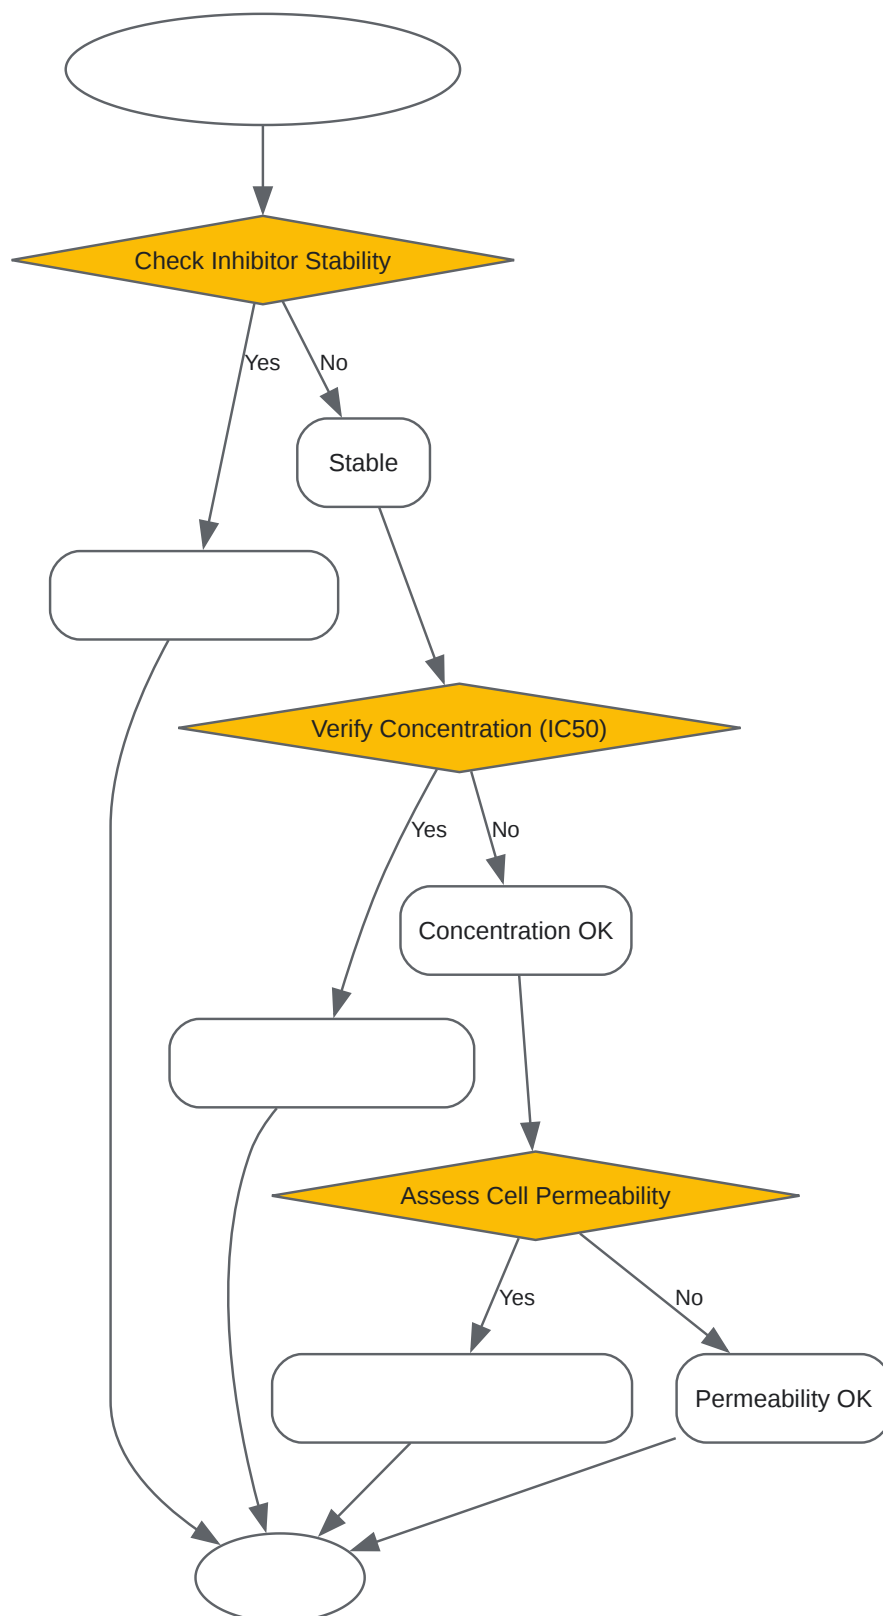 Check Inhibitor Stability
Yes
No
Stable
Verify Concentration (IC50)
Yes
No
Concentration OK
Assess Cell Permeability
Yes
No
Permeability OK